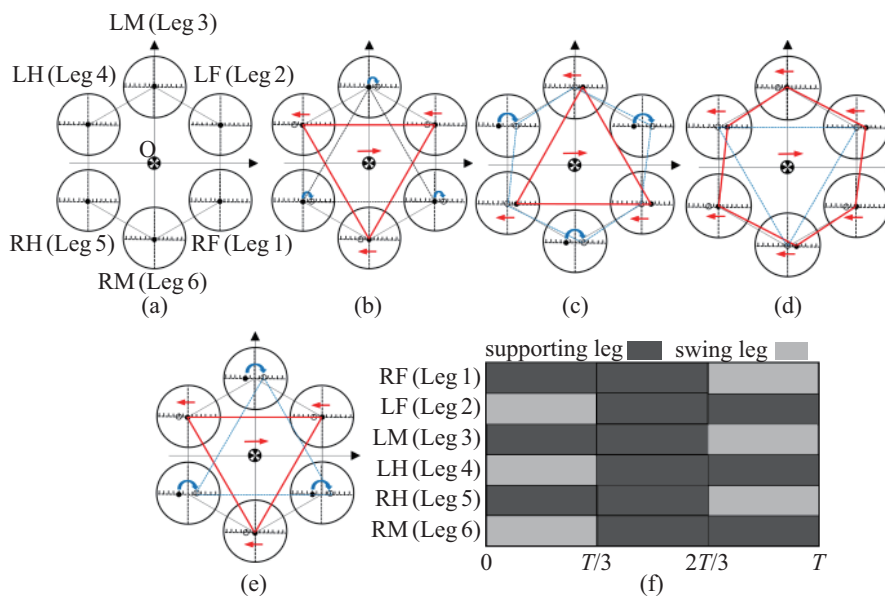 LM (Leg 3)
LH (Leg 4)
LF (Leg 2)
O
RH (Leg 5)
RF (Leg 1)
RM (Leg 6)
(a)
(b)
(c)
(d)
supporting leg
swing leg
RF (Leg 1)
LF (Leg 2)
LM (Leg 3)
LH (Leg 4)
RH (Leg 5)
RM (Leg 6)
0
T/3
2T/3
T
(e)
(f)